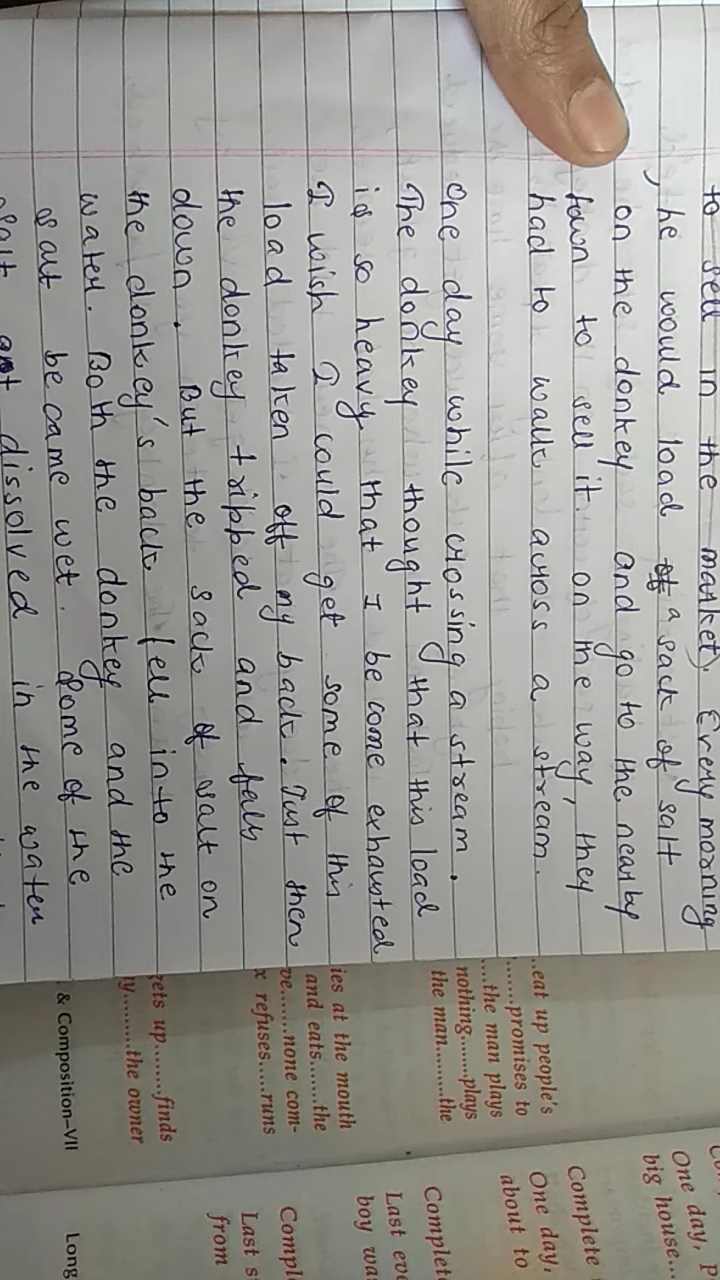 to sell in the market). Every morning
, he would load a sack of salt
on the donkey and go to the nearby
town to sell it. on the way, they
had to walk across a stream.
One day while crossing a stream.
The donkey thought that this load
is so heavy that I become exhausted
I wish I could get some of this
load taken off my back. Just then
the donkey tripped and falls
down. But the sack of salt on
the donkey's back fell into the
water. Both the donkey and the
salt became wet. Some of the
salt dissolved in the water
...eat up people's
........promises to
....the man plays
nothing........plays
the man..........the
ies at the mouth
and eats.......the
ve........none com-
x refuses.....runs
ets up........finds
y.........the owner
. & Composition–VII
One day, p
big house...
Complete
One day,
about to
Complete
Last eve
boy wa
Compl
Last s
from
Long